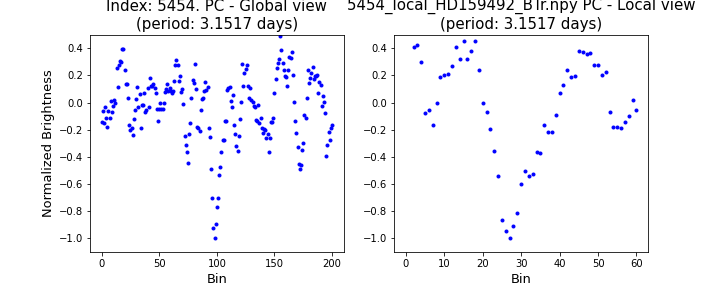 Index: 5454. PC - Global view
(period: 3.1517 days)
5454_local_HD159492_BTr.npy PC - Local view
(period: 3.1517 days)
Normalized Brightness
0.4
0.2
0.0
−0.2
−0.4
−0.6
−0.8
−1.0
0 50 100 150 200
Bin
0.4
0.2
0.0
−0.2
−0.4
−0.6
−0.8
−1.0
0 10 20 30 40 50 60
Bin